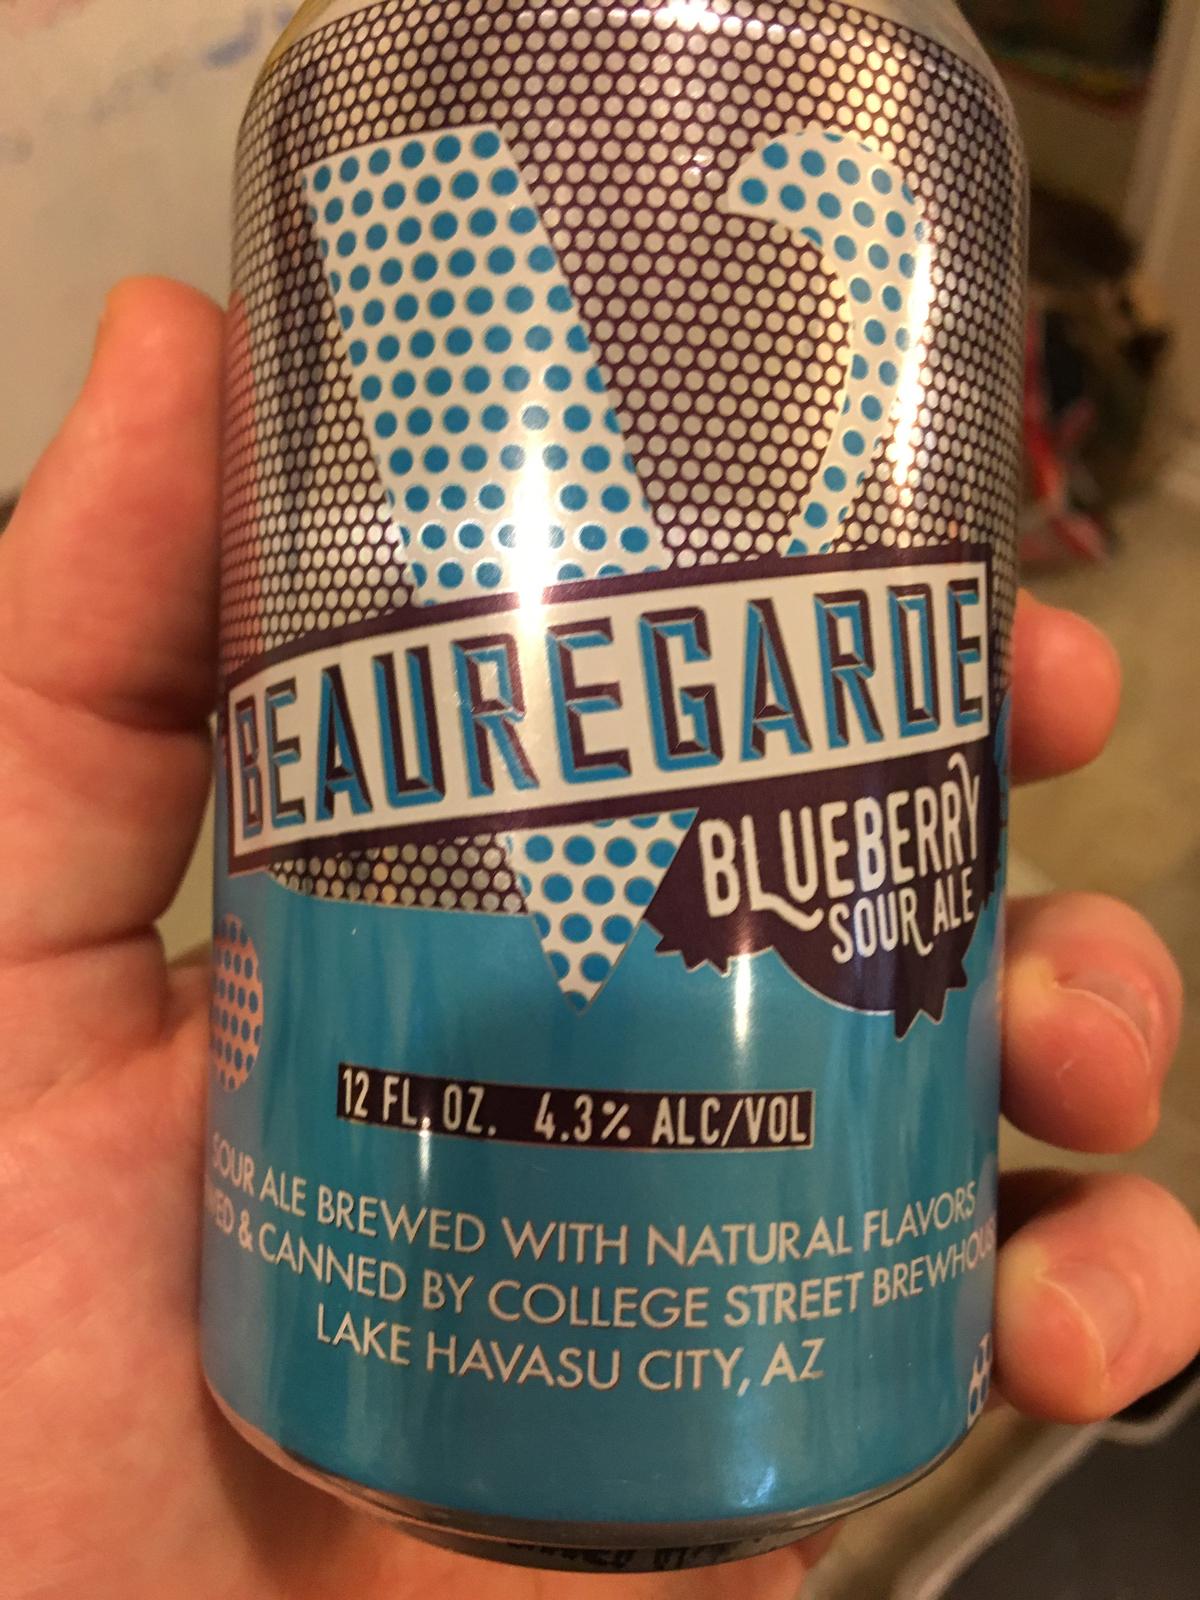 V
BEAUREGARDE
BLUEBERRY
SOUR ALE
12 FL. OZ. 4.3% ALC/VOL
SOUR ALE BREWED WITH NATURAL FLAVORS
& CANNED BY COLLEGE STREET
LAKE HAVASU CITY, AZ